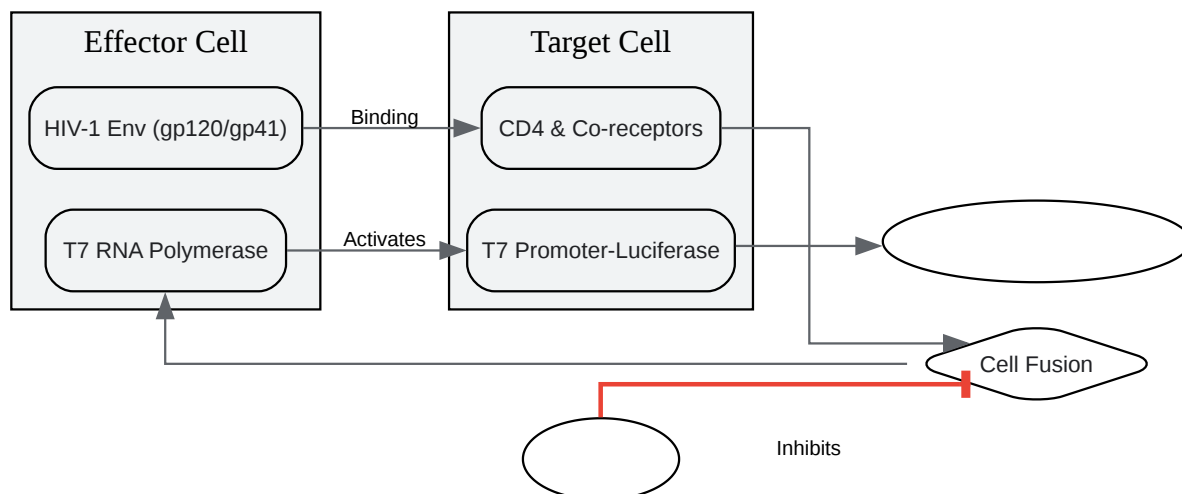 Effector Cell
Target Cell
HIV-1 Env (gp120/gp41)
Binding
CD4 & Co-receptors
T7 RNA Polymerase
Activates
T7 Promoter-Luciferase
Cell Fusion
Inhibits